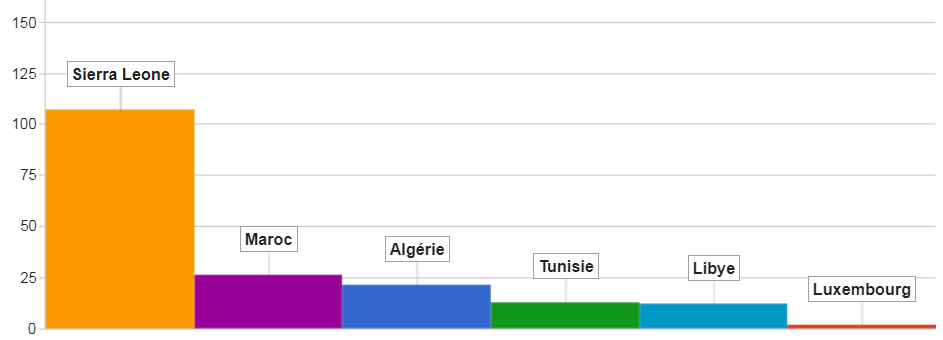 150
125
Sierra Leone
100
75
50
Maroc
Algérie
Tunisie
Libye
25
Luxembourg
0